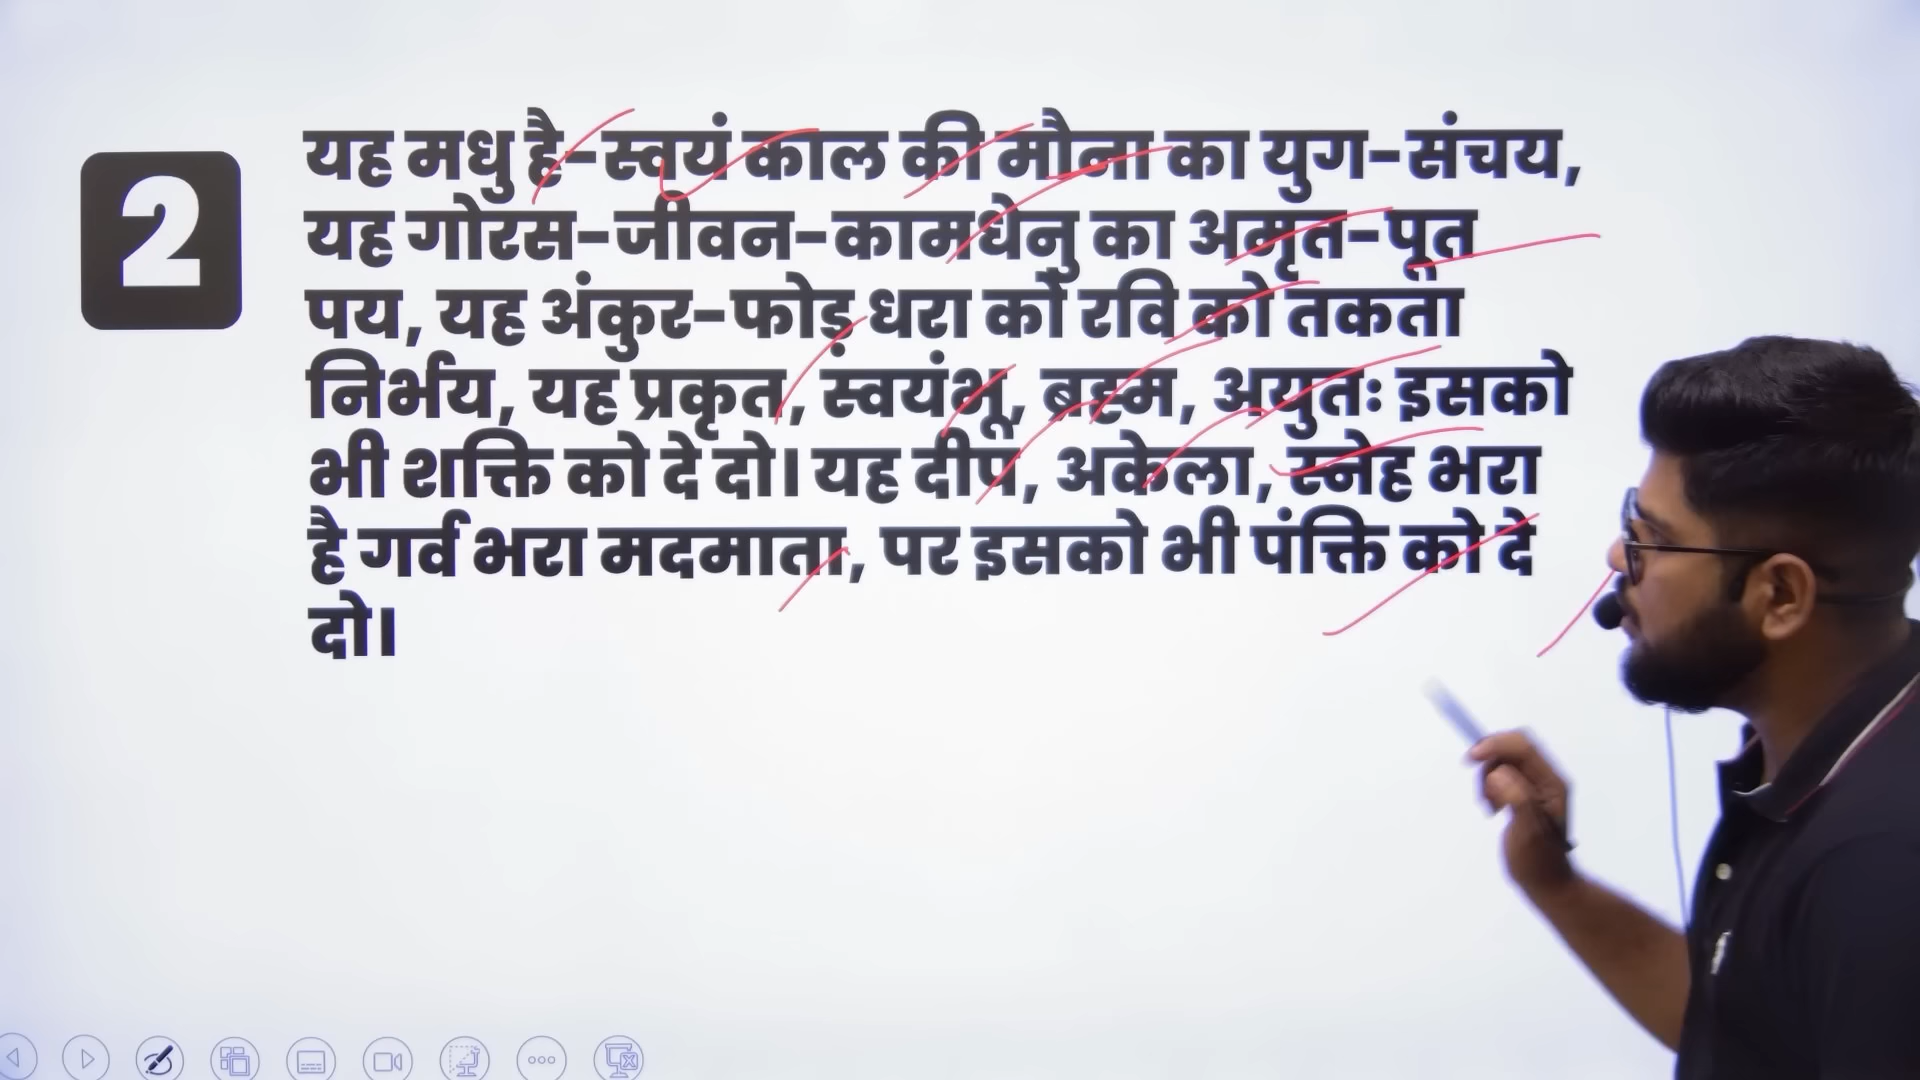 2
यह मधु है-स्वयं काल की मौना का युग-संचय,
यह गोरस-जीवन-कामधेनु का अमृत-पूत
पय, यह अंकुर-फोड़ धरा को रवि को तकता
निर्भय, यह प्रकृत, स्वयंभू, ब्रह्म, अयुतः इसको
भी शक्ति को दे दो। यह दीप, अकेला, स्नेह भरा
है गर्व भरा मदमाता, पर इसको भी पंक्ति को दे
दो।